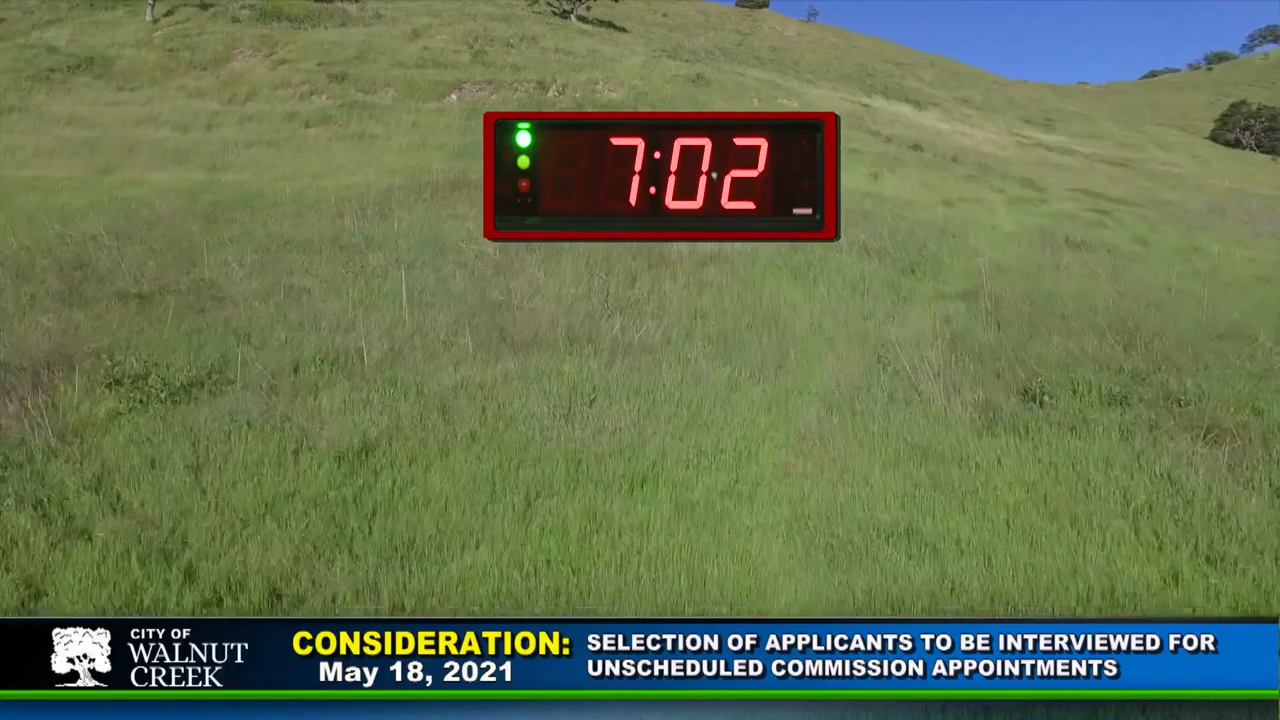 7:02
CITY OF
WALNUT
CREEK
CONSIDERATION:
May 18, 2021
SELECTION OF APPLICANTS TO BE INTERVIEWED FOR
UNSCHEDULED COMMISSION APPOINTMENTS